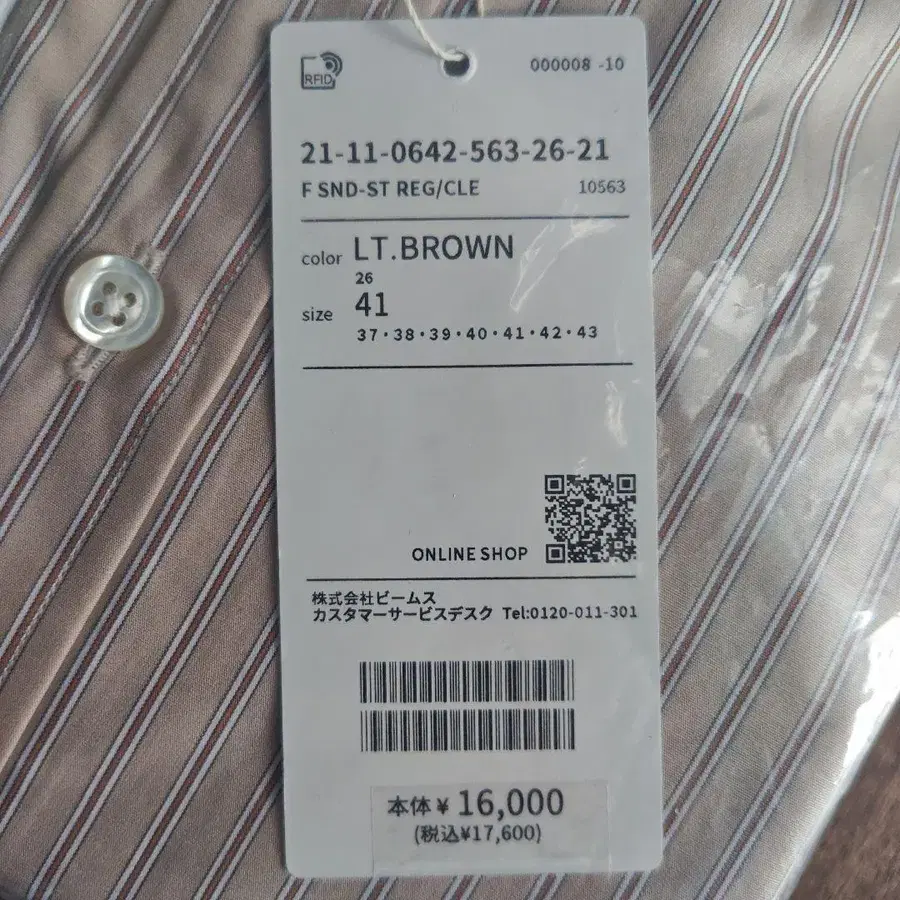 RFID
000008 -10
21-11-0642-563-26-21
F SND-ST REG/CLE 10563
color LT.BROWN
26
size 41
37・38・39・40・41・42・43
ONLINE SHOP
株式会社ビームス
カスタマーサービスデスク Tel:0120-011-301
本体¥ 16,000
(税込¥17,600)